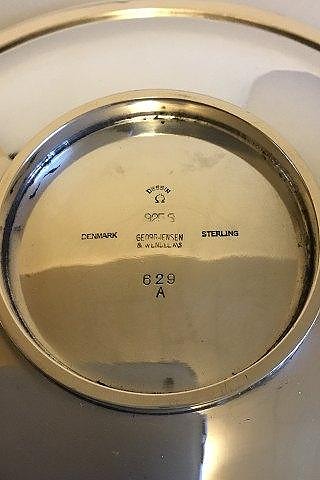 DESSIN
Ω
925 S
DENMARK GEORG JENSEN STERLING
& WENDEL A/S
629
A